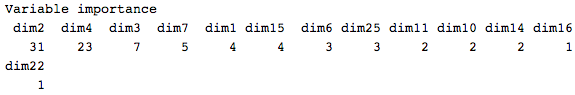 Variable importance
dim2 dim4 dim3 dim7 dim1 dim15 dim6 dim25 dim11 dim10 dim14 dim16
31 23 7 5 4 4 3 3 2 2 2 1
dim22
1